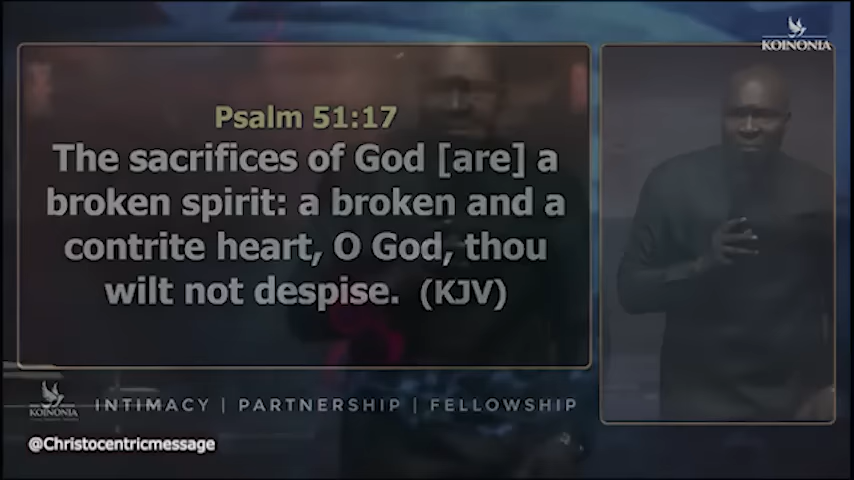 KOINONIA
Psalm 51:17
The sacrifices of God [are] a
broken spirit: a broken and a
contrite heart, O God, thou
wilt not despise. (KJV)
KOINONIA
INTIMACY | PARTNERSHIP | FELLOWSHIP
@Christocentricmessage